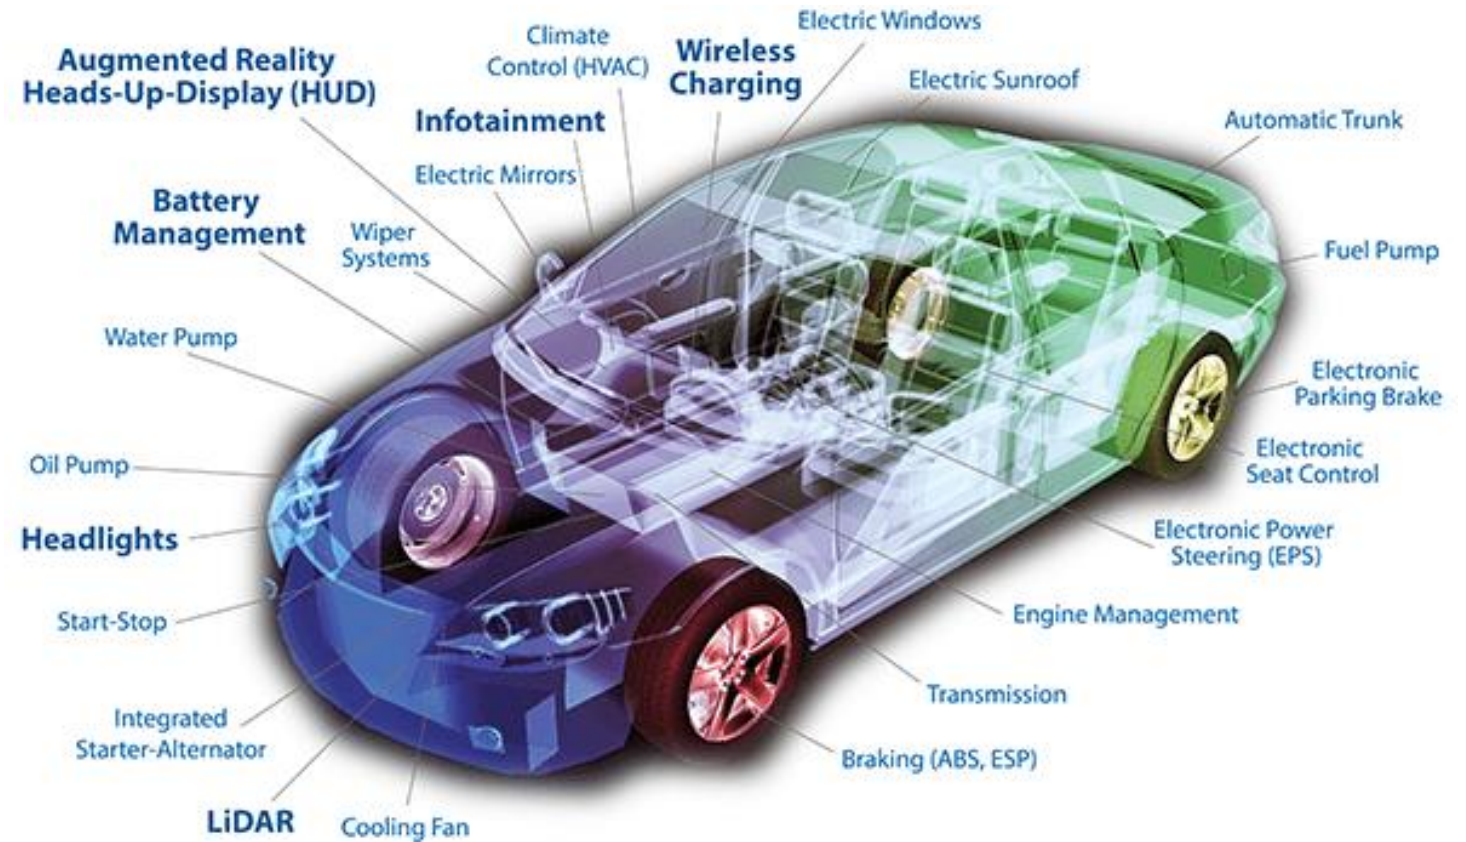 Electric Windows
Climate
Control (HVAC)
Wireless
Charging
Augmented Reality
Heads-Up-Display (HUD)
Electric Sunroof
Infotainment
Automatic Trunk
Electric Mirrors
Battery
Management
Wiper
Systems
Fuel Pump
Water Pump
Electronic
Parking Brake
Oil Pump
Electronic
Seat Control
Headlights
Electronic Power
Steering (EPS)
Start-Stop
Engine Management
Transmission
Integrated
Starter-Alternator
Braking (ABS, ESP)
LiDAR
Cooling Fan